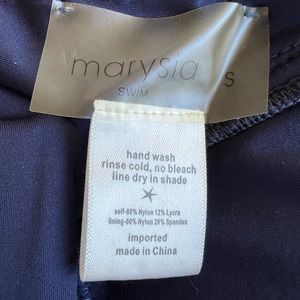 marysia S
SWIM
hand wash
rinse cold, no bleach
line dry in shade
self-88% Nylon 12% Lycra
lining-80% Nylon 20% Spandex
imported
made in China